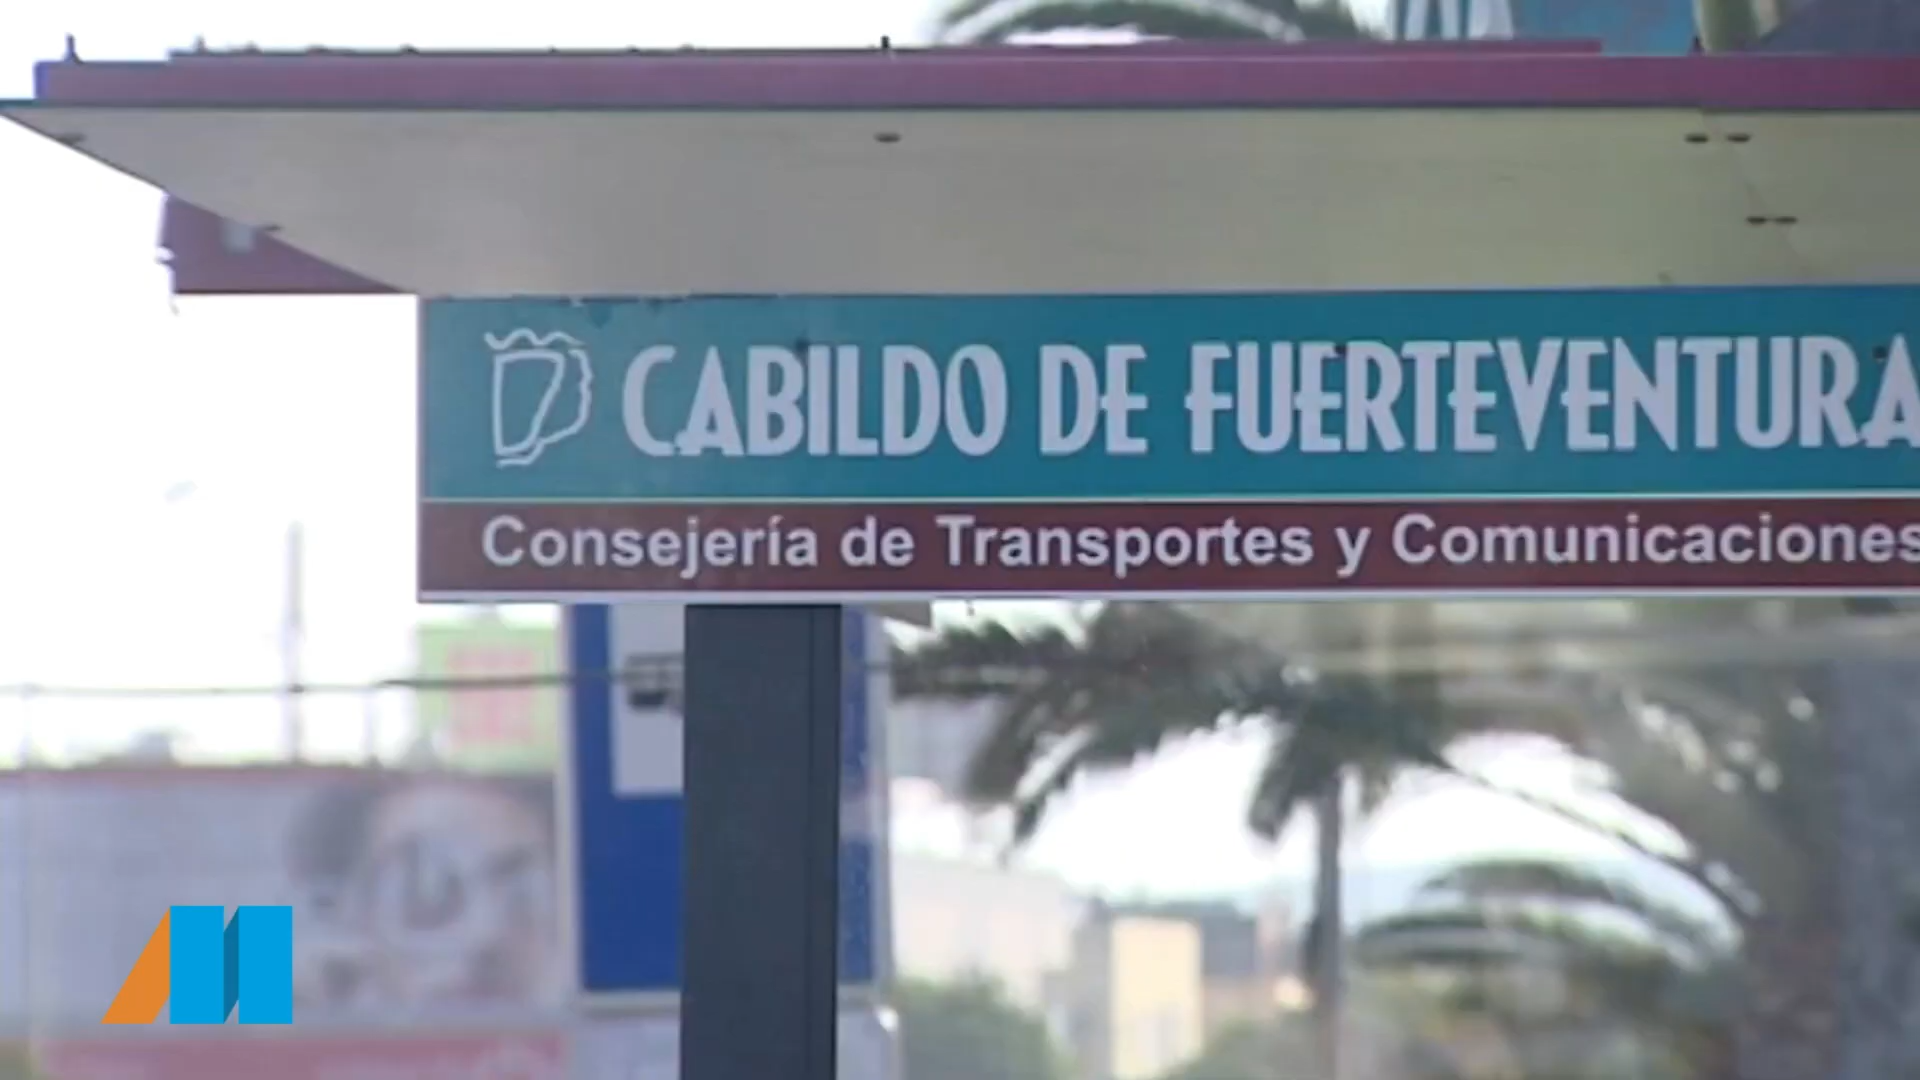 CABILDO DE FUERTEVENTURA
Consejería de Transportes y Comunicaciones